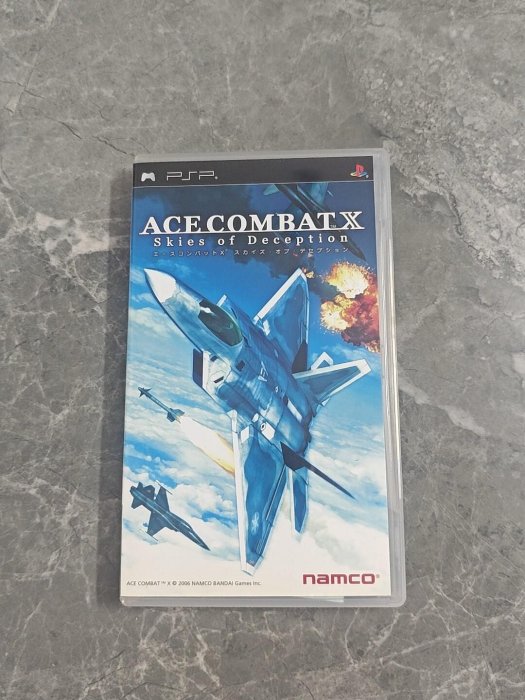 PSP
ACE COMBAT X
Skies of Deception
エースコンバットX スカイズ・オブ・デセプション
ACE COMBAT™ X © 2006 NAMCO BANDAI Games Inc.
namco®